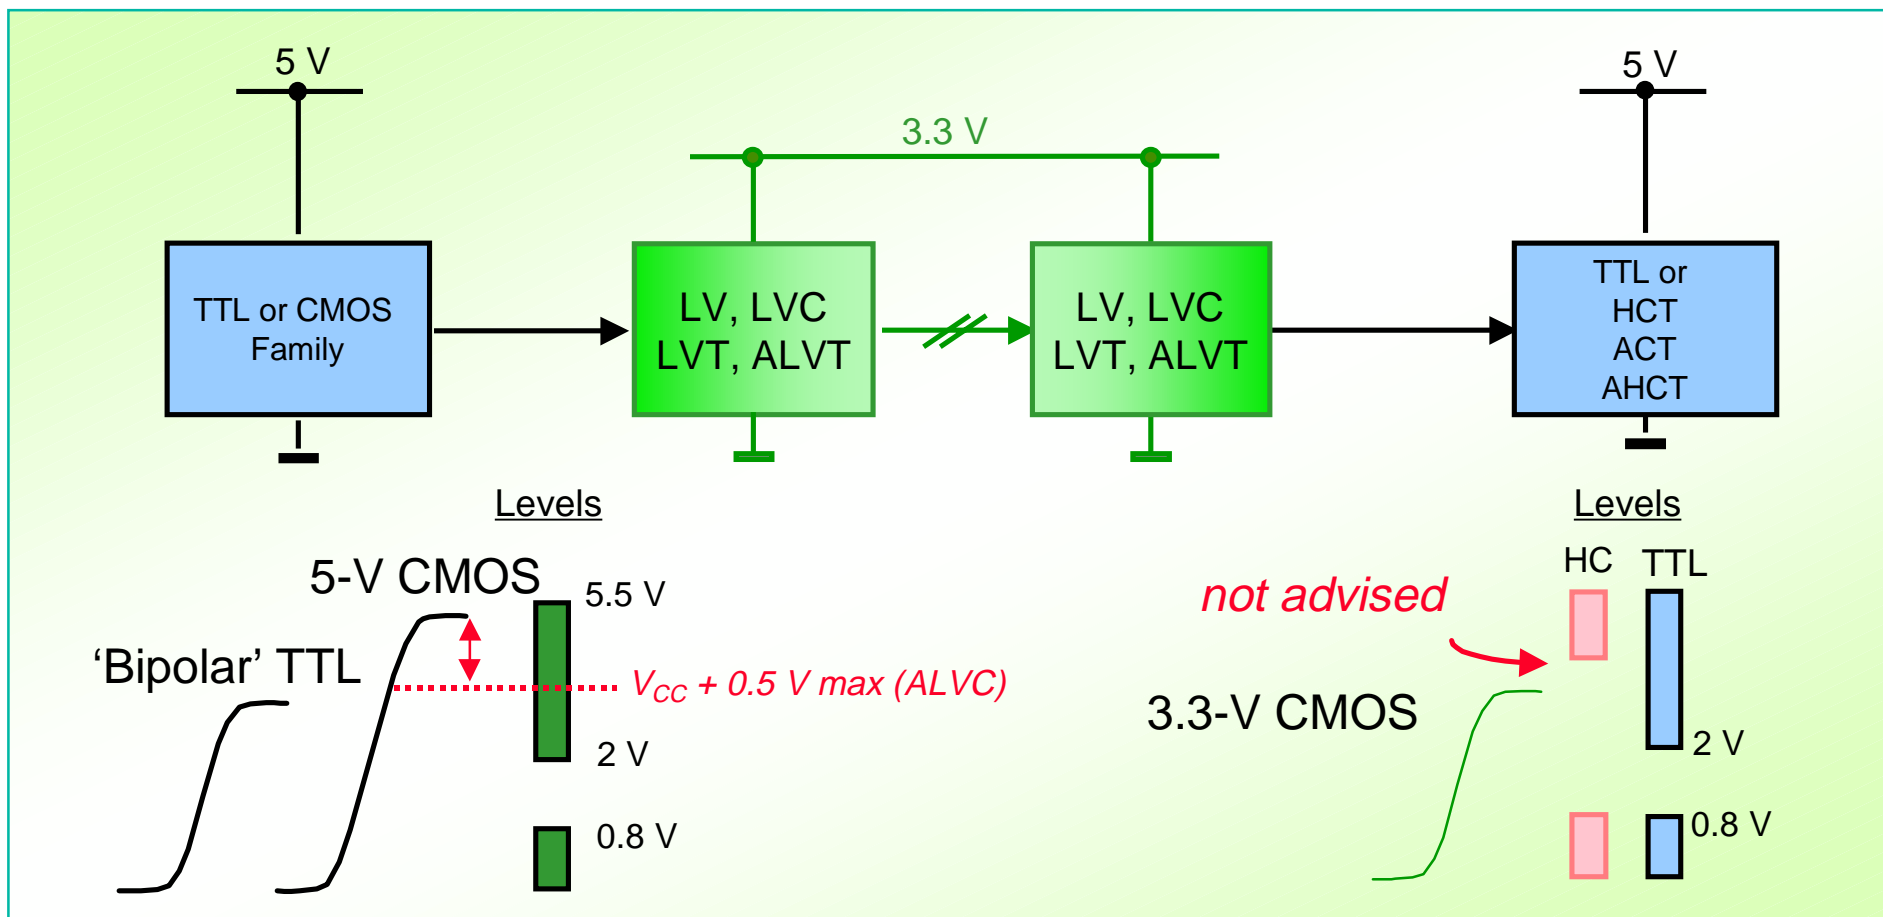 5 V
5 V
3.3 V
TTL or CMOS
Family
LV, LVC
LVT, ALVT
LV, LVC
LVT, ALVT
TTL or
HCT
ACT
AHCT
Levels
5-V CMOS
5.5 V
'Bipolar' TTL
V_CC + 0.5 V max (ALVC)
2 V
0.8 V
Levels
HC
TTL
not advised
3.3-V CMOS
2 V
0.8 V